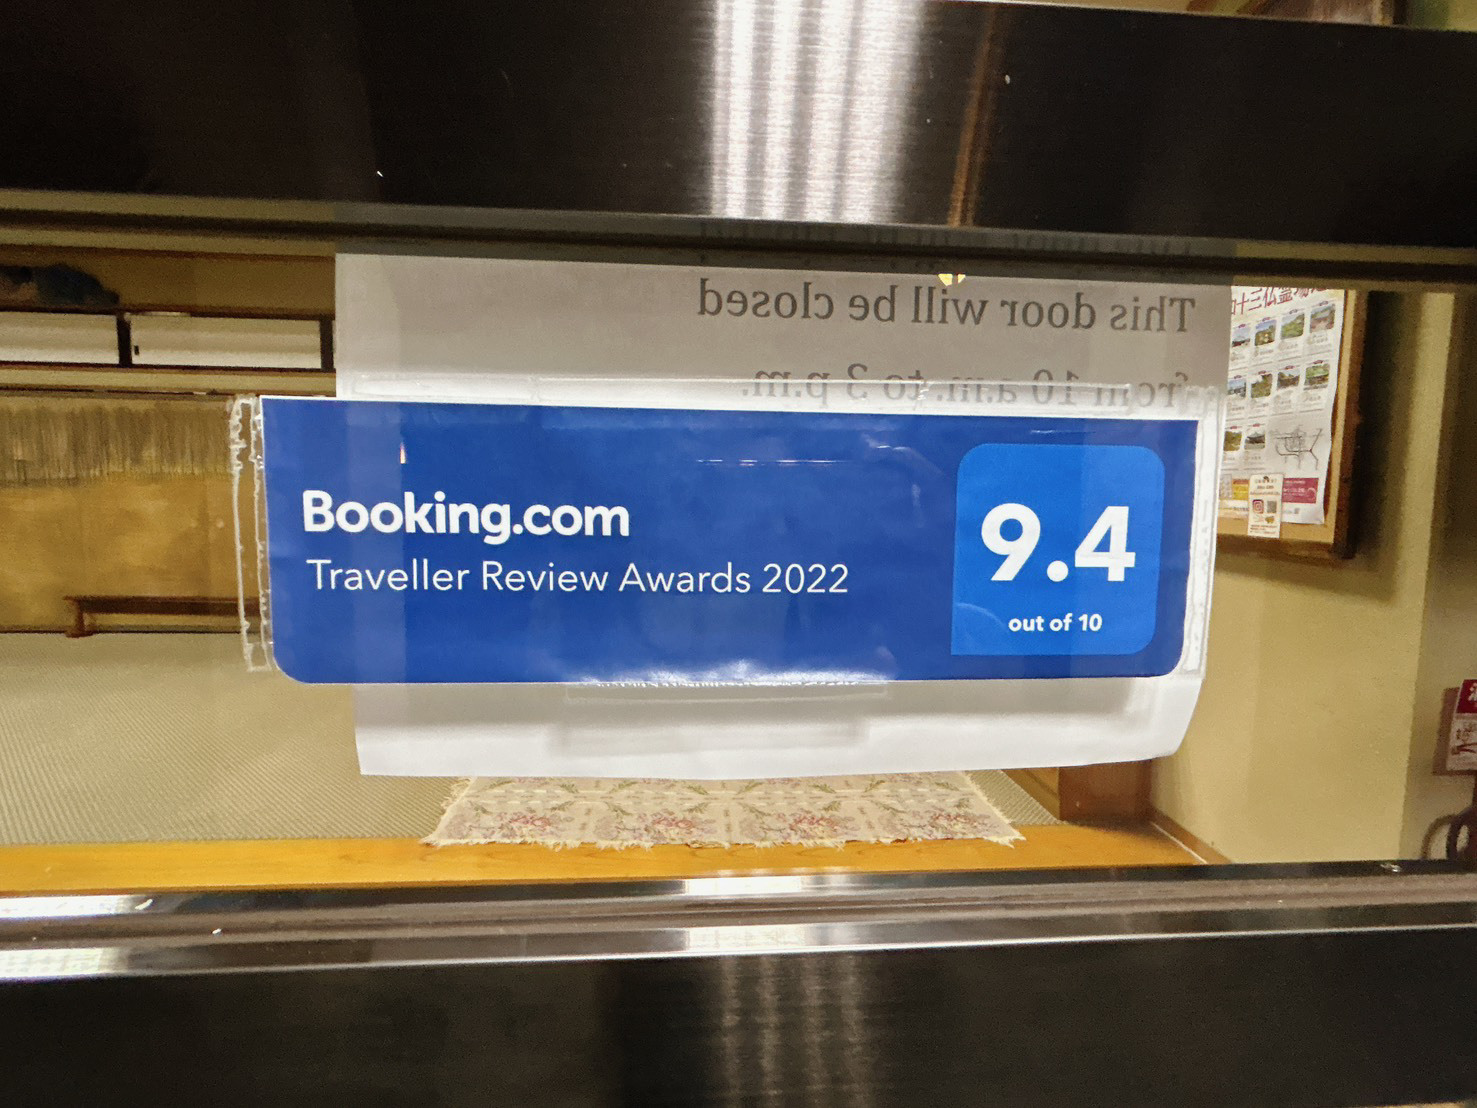 This door will be closed
from 10 a.m. to 3 p.m.
Booking.com
Traveller Review Awards 2022
9.4
out of 10